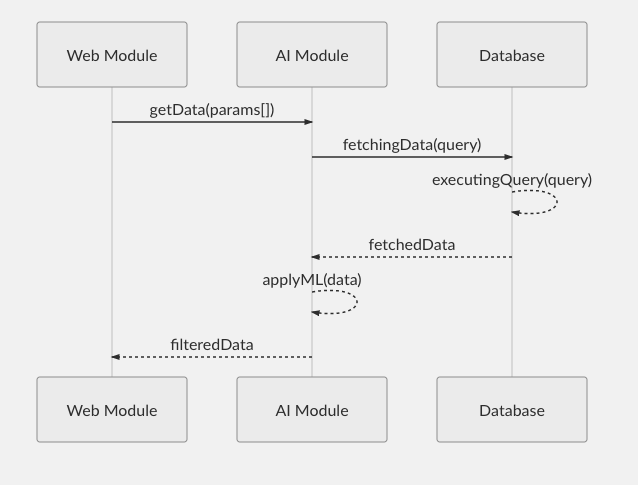 Web Module
AI Module
Database
getData(params[])
fetchingData(query)
executingQuery(query)
fetchedData
applyML(data)
filteredData
Web Module
AI Module
Database